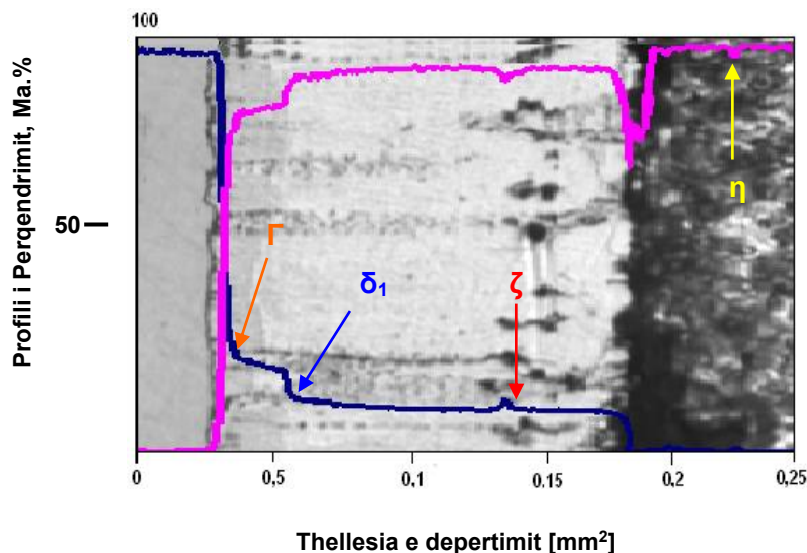 100
Profili i Perqendrimit, Ma.%
50
Γ
δ1
ζ
η
0
0,5
0,1
0,15
0,2
0,25
Thellesia e depertimit [mm²]